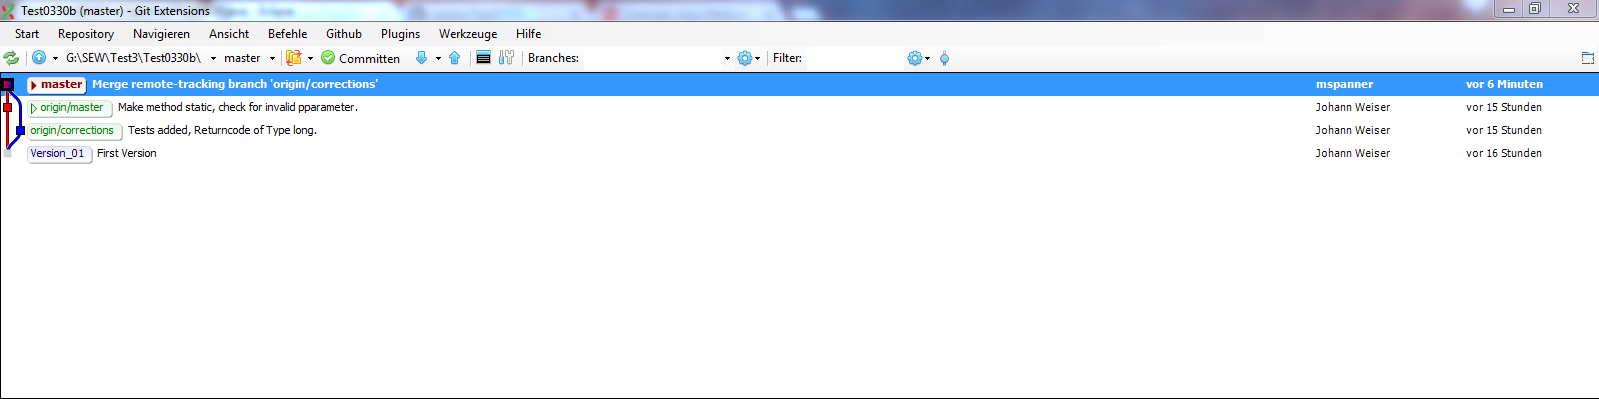 Test0330b (master) - Git Extensions
Start Repository Navigieren Ansicht Befehle Github Plugins Werkzeuge Hilfe
G:\SEW\Test3\Test0330b\ master Committen Branches: Filter:
master Merge remote-tracking branch 'origin/corrections' mspanner vor 6 Minuten
origin/master Make method static, check for invalid pparameter. Johann Weiser vor 15 Stunden
origin/corrections Tests added, Returncode of Type long. Johann Weiser vor 15 Stunden
Version_01 First Version Johann Weiser vor 16 Stunden